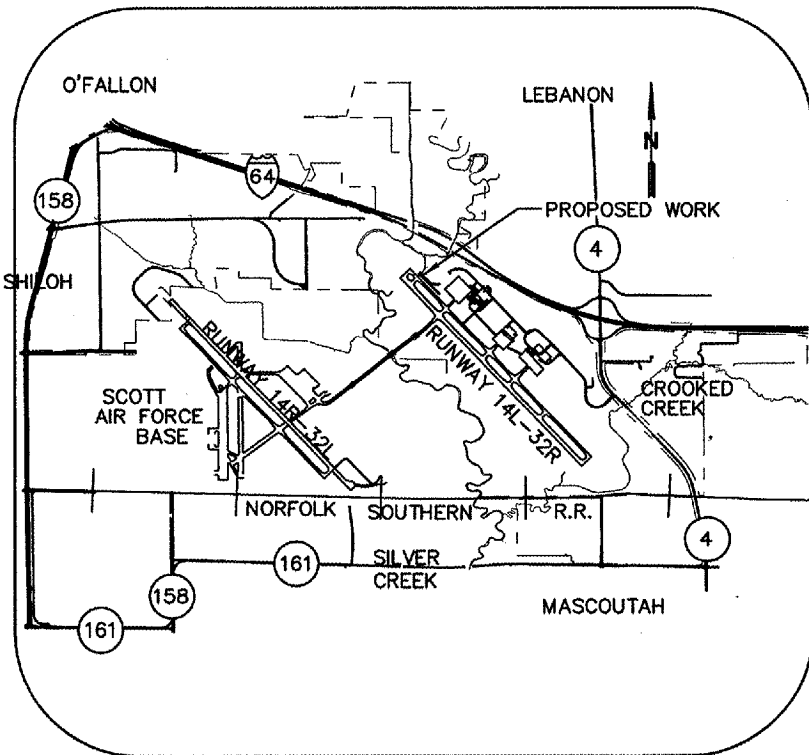 O'FALLON
LEBANON
N
64
158
PROPOSED WORK
4
SHILOH
RUNWAY 14R-32L
RUNWAY 14L-32R
SCOTT
AIR FORCE
BASE
CROOKED
CREEK
NORFOLK SOUTHERN R.R.
4
161
SILVER
CREEK
158
MASCOUTAH
161